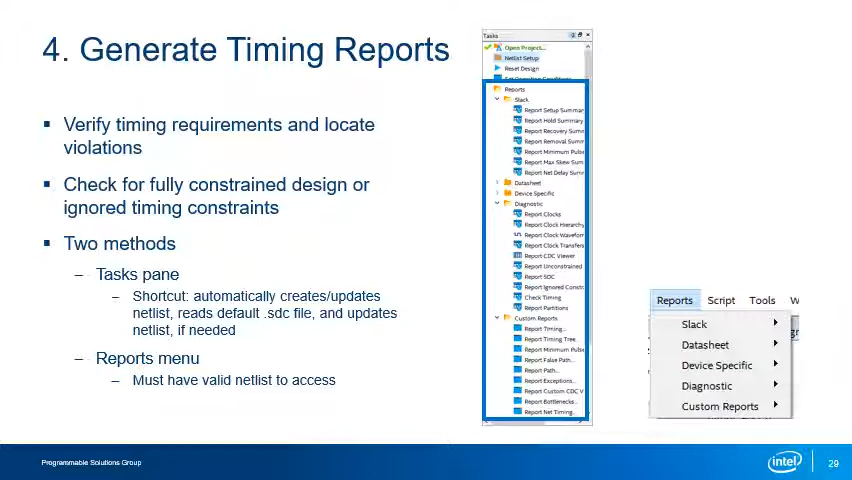 4. Generate Timing Reports
▪ Verify timing requirements and locate
violations
▪ Check for fully constrained design or
ignored timing constraints
▪ Two methods
– Tasks pane
– Shortcut: automatically creates/updates
netlist, reads default .sdc file, and updates
netlist, if needed
– Reports menu
– Must have valid netlist to access
Tasks
Open Project...
Netlist Setup
Reset Design
Reports
Slack
Report Setup Summar
Report Hold Summary
Report Recovery Sum
Report Removal Summ
Report Minimum Pulse
Report Max Skew Sum
Report Net Delay Sum
Datasheet
Device Specific
Diagnostic
Report Clocks
Report Clock Hierarchy
Report Clock Wavefor
Report Clock Transfers
Report CDC Viewer
Report Unconstrained
Report SDC
Report Ignored Constr
Check Timing
Report Partitions
Custom Reports
Report Timing...
Report Timing Tree...
Report Minimum Pulse
Report False Path...
Report Path...
Report Exceptions...
Report Custom CDC V
Report Bottlenecks...
Report Net Timing...
Reports Script Tools W
Slack
Datasheet
Device Specific
Diagnostic
Custom Reports
Programmable Solutions Group
intel
29